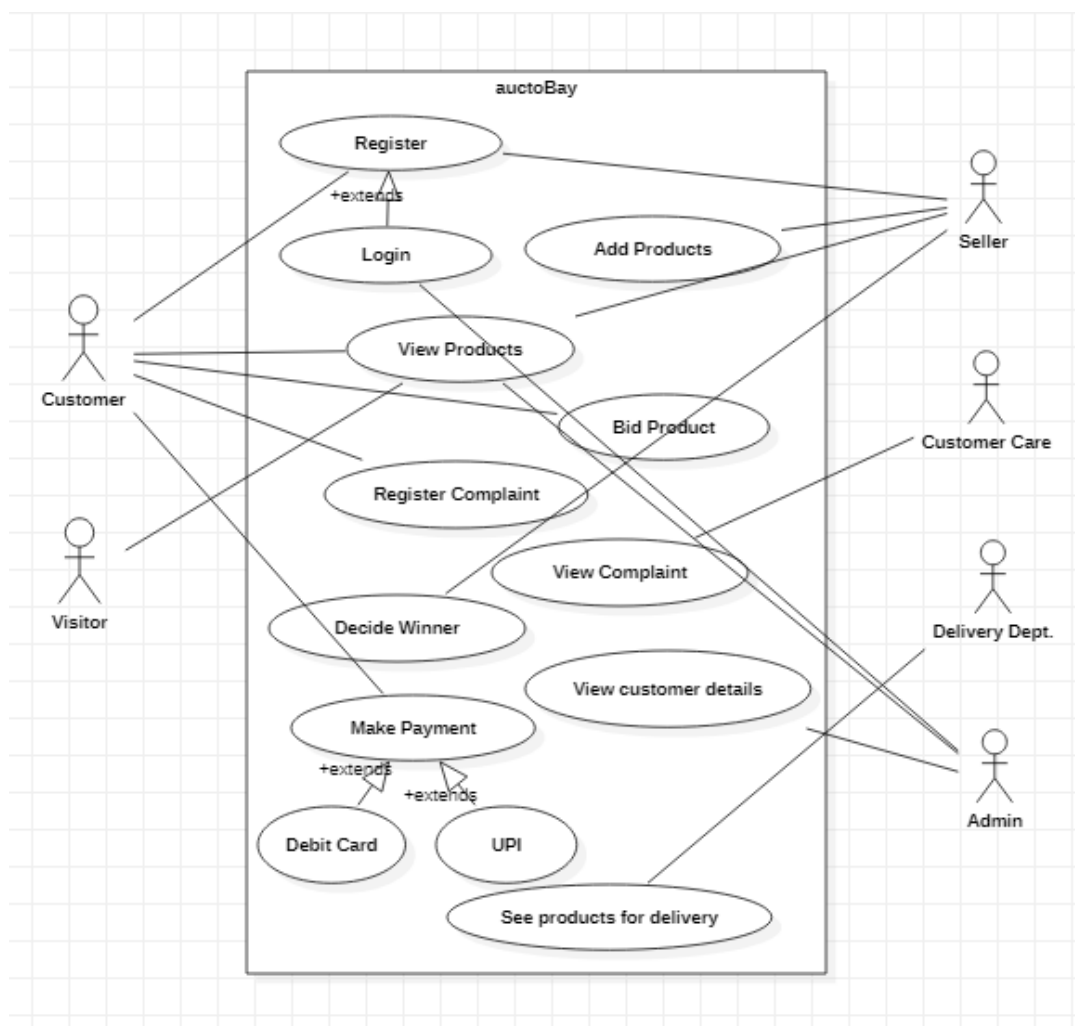 auctoBay
Register
+extends
Login
Add Products
Seller
View Products
Customer
Bid Product
Customer Care
Register Complaint
View Complaint
Visitor
Decide Winner
Delivery Dept.
View customer details
Make Payment
+extends
+extends
Admin
Debit Card
UPI
See products for delivery